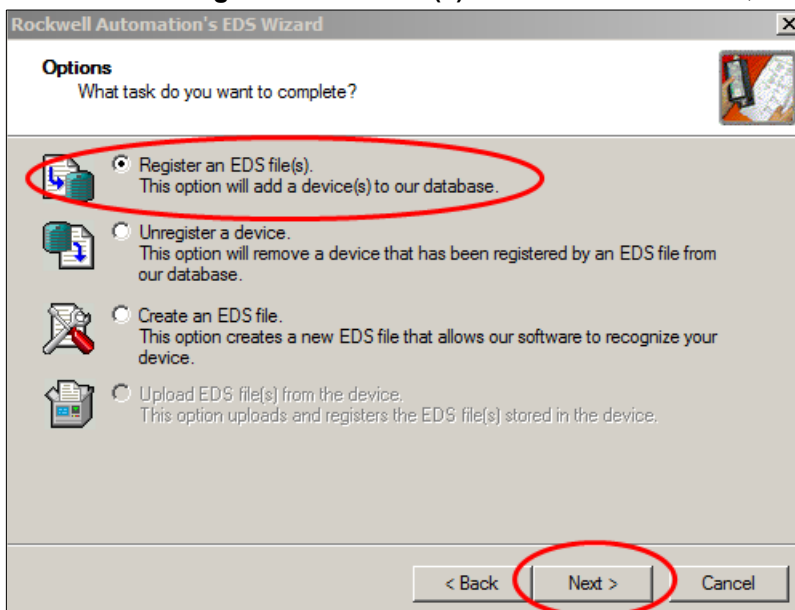 Rockwell Automation's EDS Wizard
Options
What task do you want to complete?
Register an EDS file(s).
This option will add a device(s) to our database.
Unregister a device.
This option will remove a device that has been registered by an EDS file from
our database.
Create an EDS file.
This option creates a new EDS file that allows our software to recognize your
device.
Upload EDS file(s) from the device.
This option uploads and registers the EDS file(s) stored in the device.
< Back
Next >
Cancel